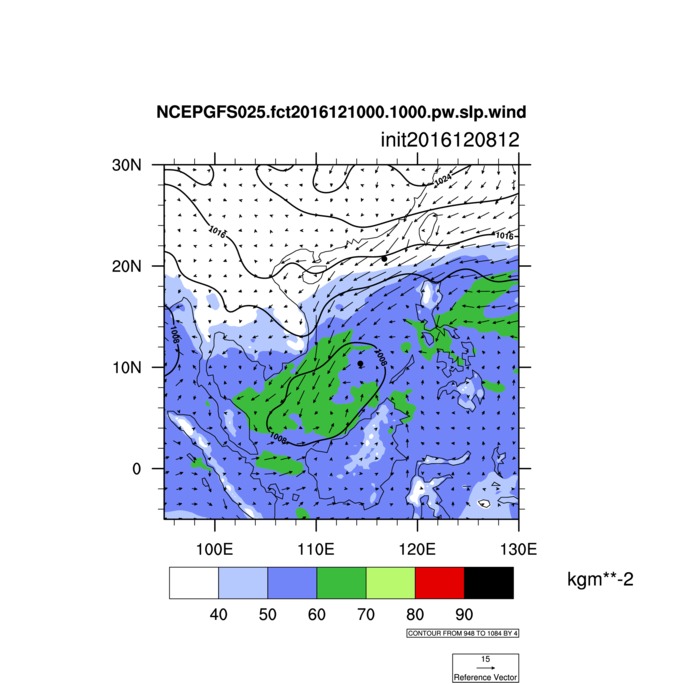 NCEPGFS025.fct2016121000.1000.pw.slp.wind
init2016120812
30N
1024
1016
1016
20N
1008
10N
1008
1008
0
100E 110E 120E 130E
kgm**-2
40 50 60 70 80 90
CONTOUR FROM 948 TO 1084 BY 4
15
Reference Vector